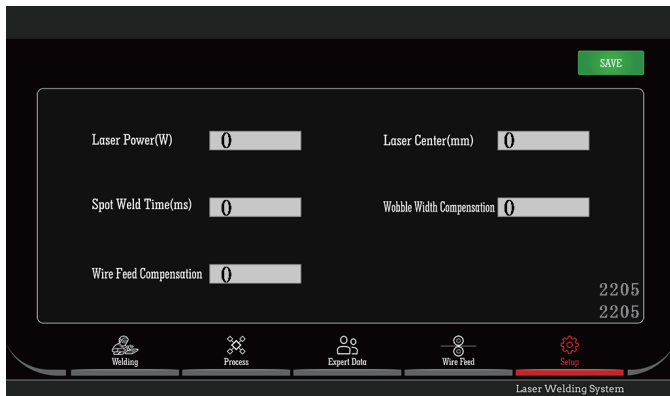 SAVE
Laser Power(W) 0 Laser Center(mm) 0
Spot Weld Time(ms) 0 Wobble Width Compensation 0
Wire Feed Compensation 0
2205
2205
Welding Process Expert Data Wire Feed Setup
Laser Welding System